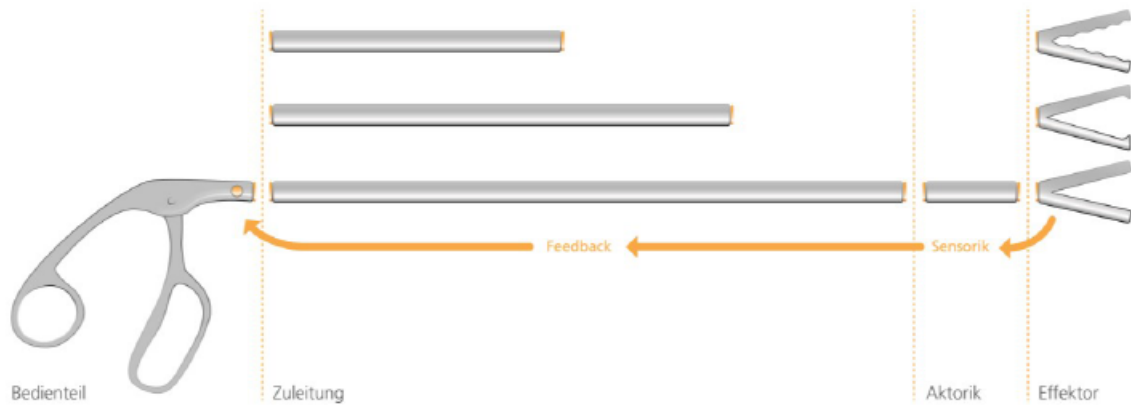 Feedback
Sensorik
Bedienteil
Zuleitung
Aktorik
Effektor